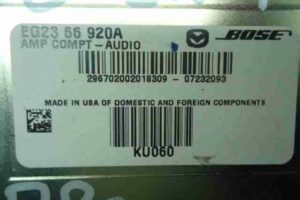 EG23 66 920A
AMP COMPT-AUDIO
BOSE
296702002018309 - 07232093
MADE IN USA OF DOMESTIC AND FOREIGN COMPONENTS
KU060